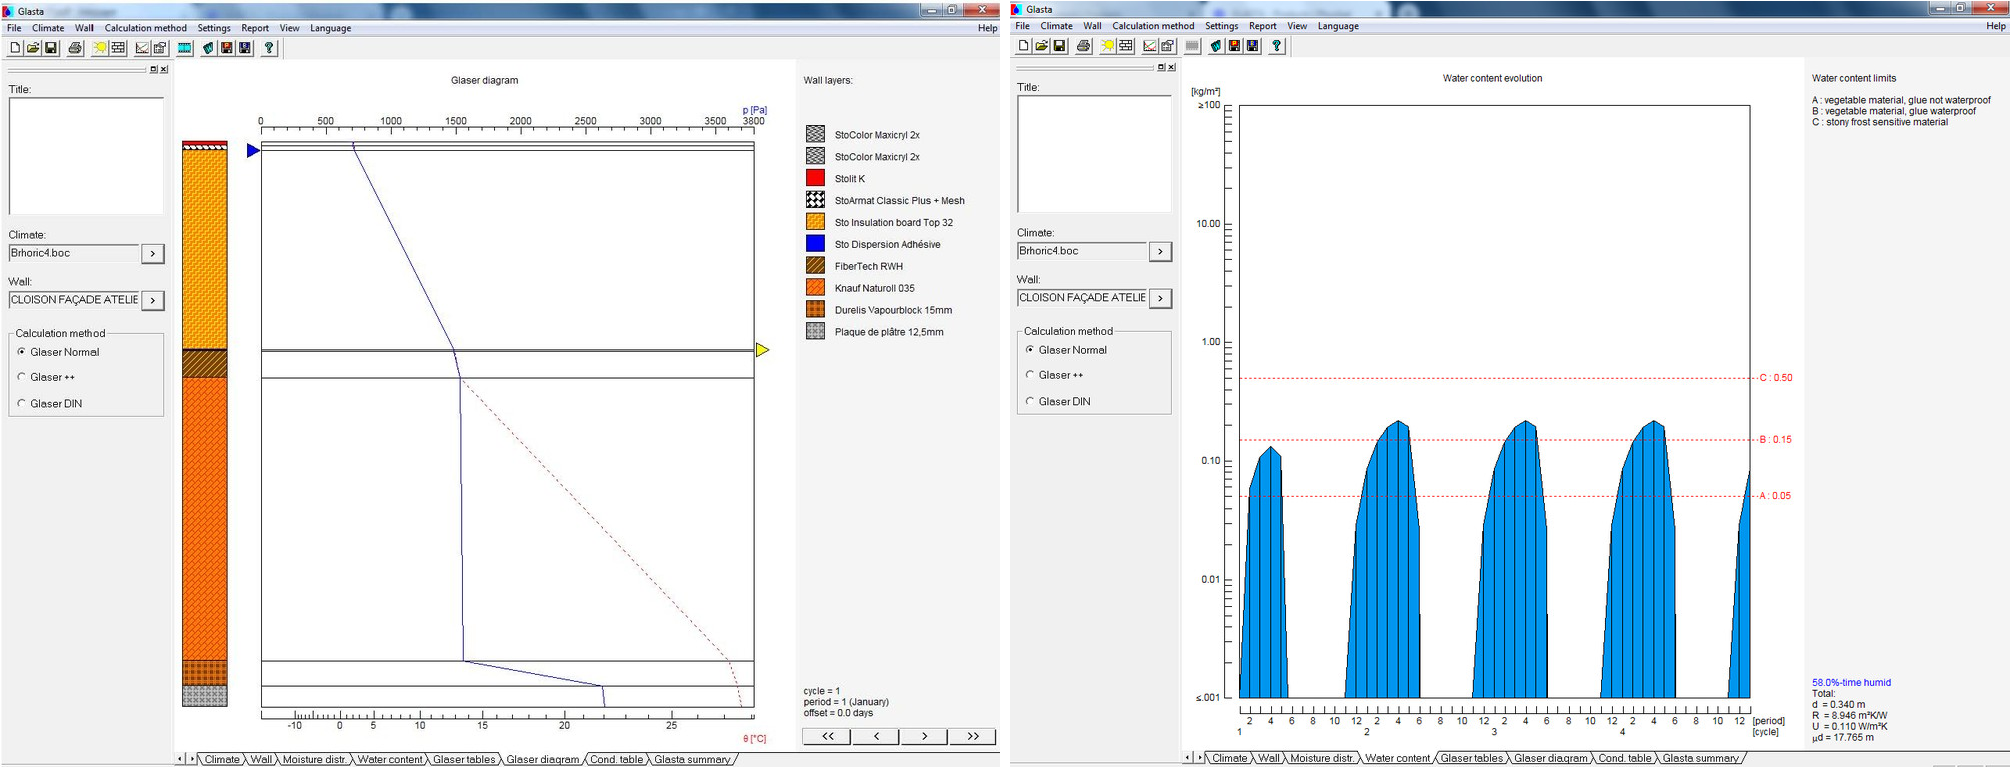 Glasta
File Climate Wall Calculation method Settings Report View Language Help
Title:
Climate:
Brhoric4.boc >
Wall:
CLOISON FAÇADE ATELIE >
Calculation method
Glaser Normal
Glaser ++
Glaser DIN
Glaser diagram
p [Pa]
0 500 1000 1500 2000 2500 3000 3500 3800
-10 0 5 10 15 20 25
θ [°C]
Wall layers:
StoColor Maxicryl 2x
StoColor Maxicryl 2x
Stolit K
StoArmat Classic Plus + Mesh
Sto Insulation board Top 32
Sto Dispersion Adhésive
FiberTech RWH
Knauf Naturoll 035
Durelis Vapourblock 15mm
Plaque de plâtre 12,5mm
cycle = 1
period = 1 (January)
offset = 0.0 days
<< < > >>
Climate Wall Moisture distr. Water content Glaser tables Glaser diagram Cond. table Glasta summary
Glasta
File Climate Wall Calculation method Settings Report View Language Help
Title:
Climate:
Brhoric4.boc >
Wall:
CLOISON FAÇADE ATELIE >
Calculation method
Glaser Normal
Glaser ++
Glaser DIN
Water content evolution
[kg/m²]
≥100
10.00
1.00
0.10
0.01
≤.001
C : 0.50
B : 0.15
A : 0.05
2 4 6 8 10 12 2 4 6 8 10 12 2 4 6 8 10 12 2 4 6 8 10 12 [period]
1 2 3 4 [cycle]
Water content limits
A : vegetable material, glue not waterproof
B : vegetable material, glue waterproof
C : stony frost sensitive material
58.0%-time humid
Total:
d = 0.340 m
R = 8.946 m²K/W
U = 0.110 W/m²K
µd = 17.765 m
Climate Wall Moisture distr. Water content Glaser tables Glaser diagram Cond. table Glasta summary